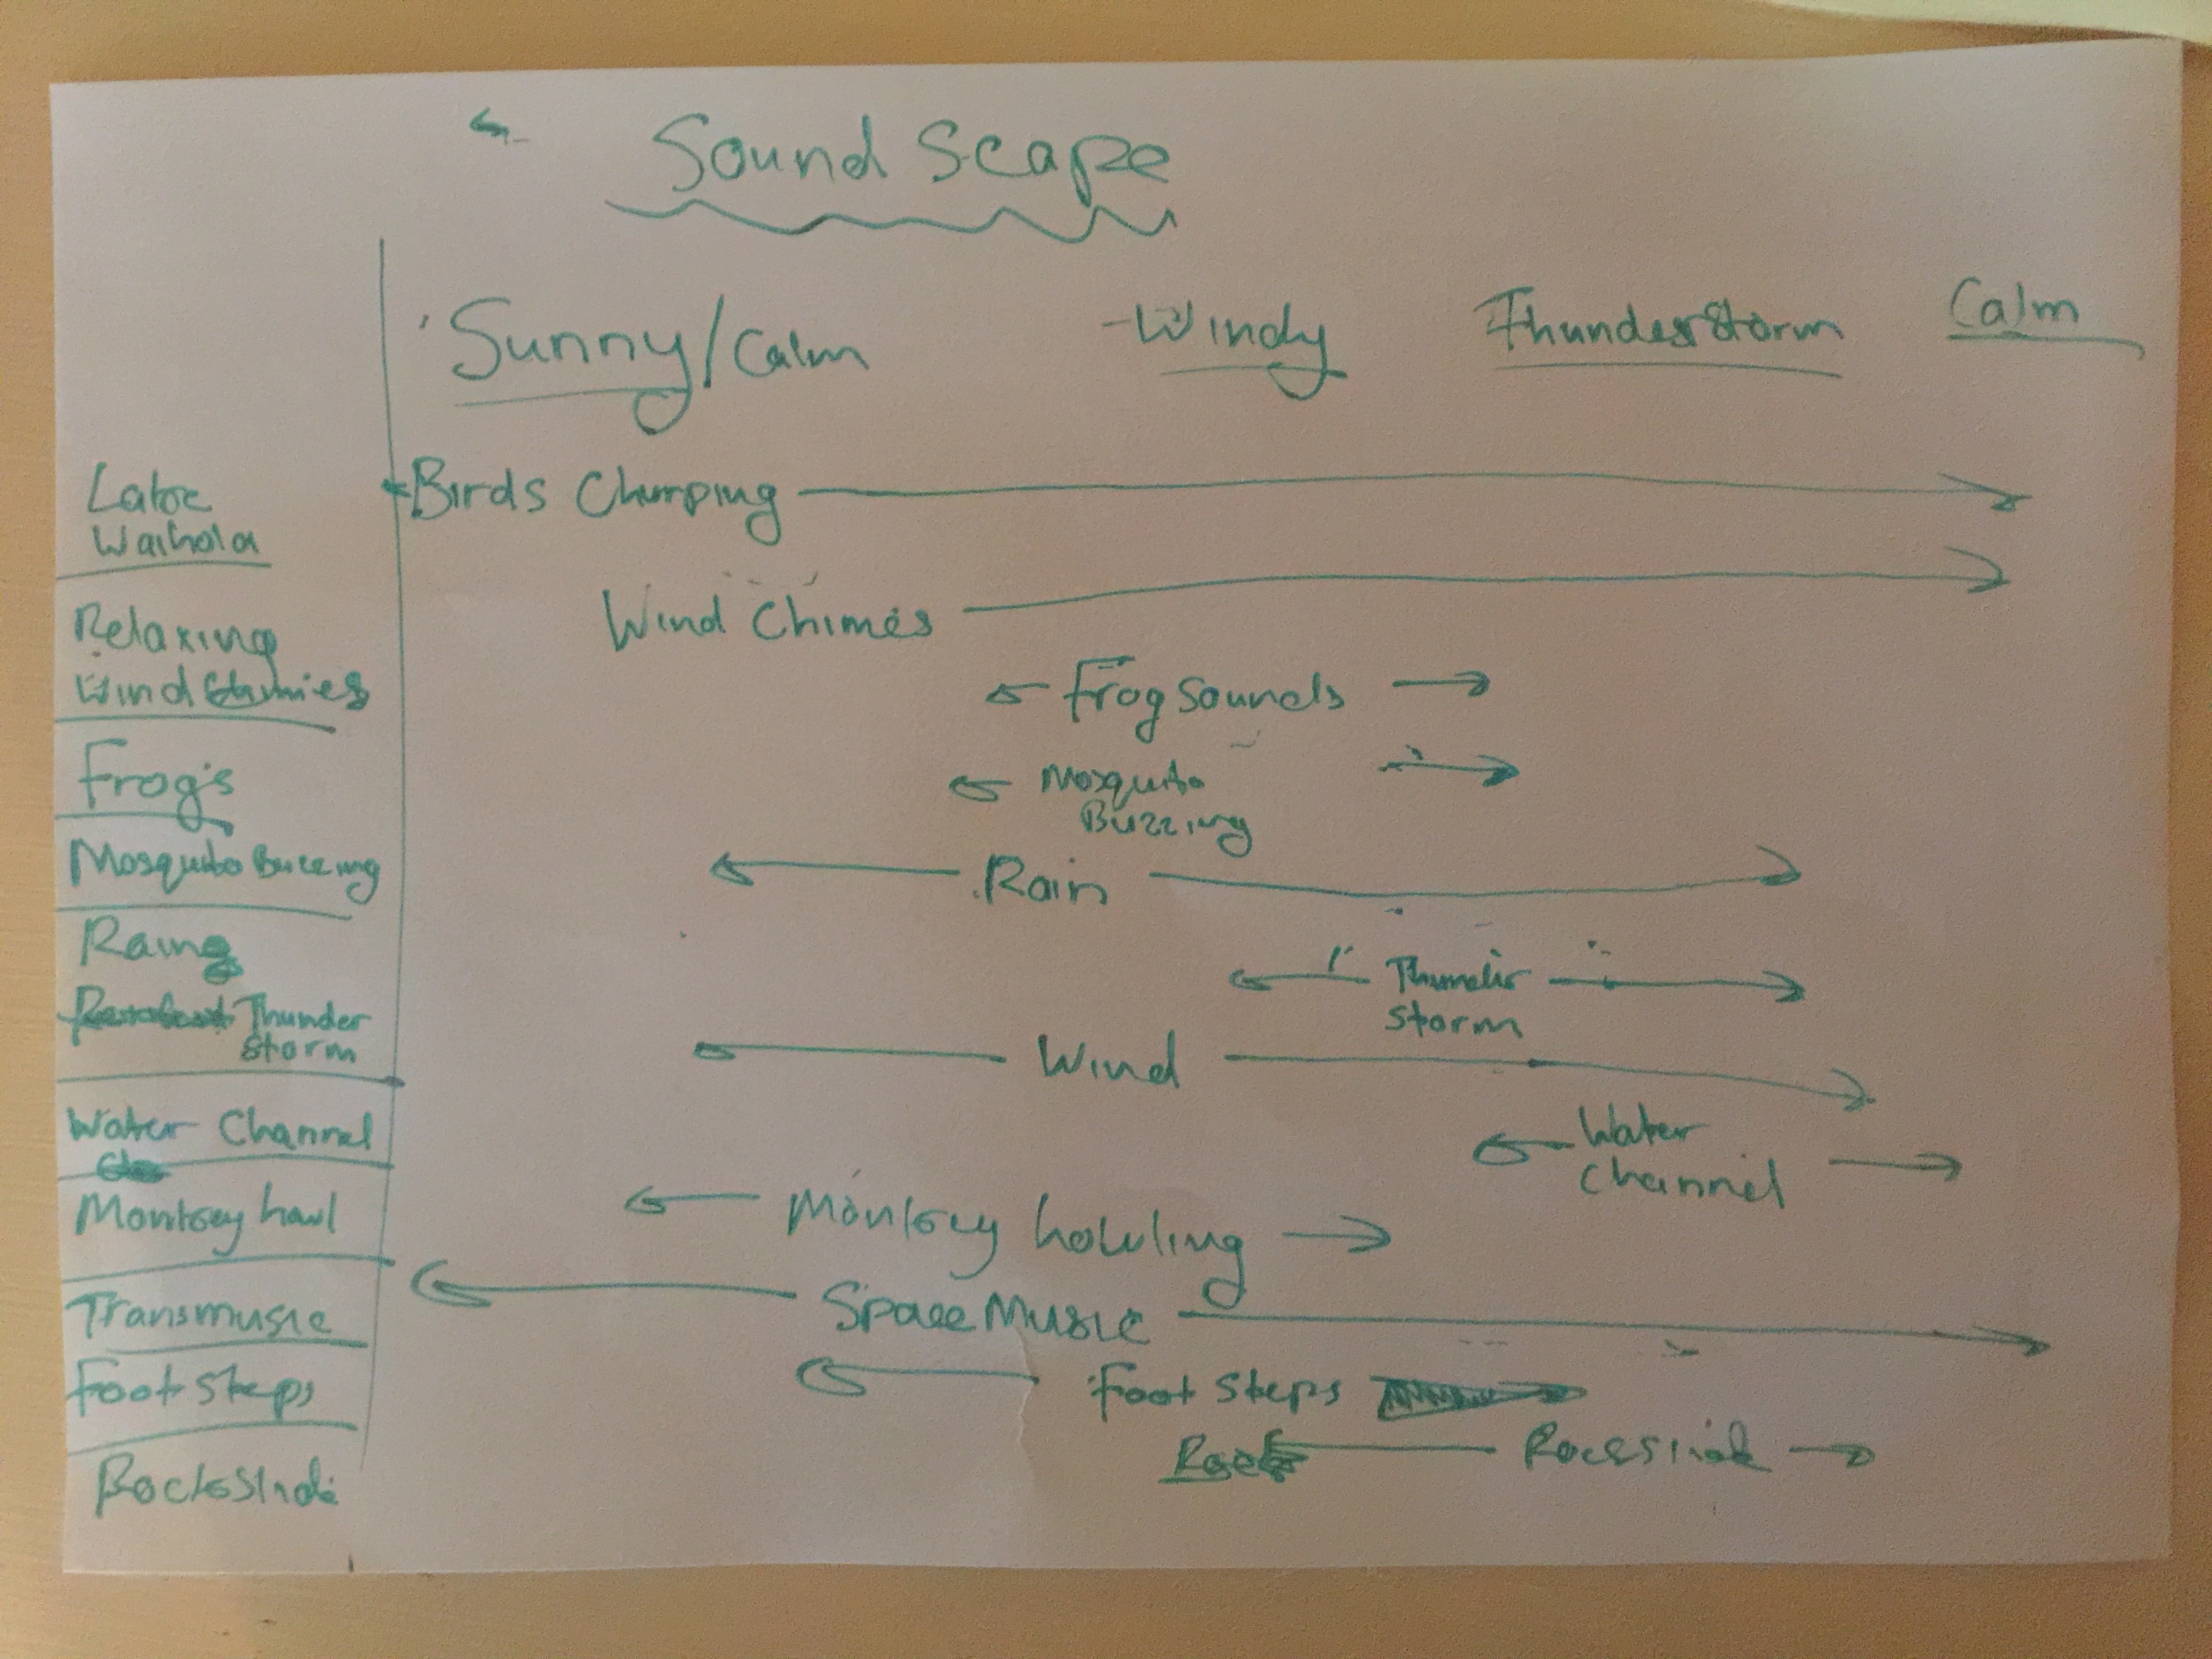 Sound Scape
Sunny/Calm Windy Thunderstorm Calm
Lake
Waihola
Birds Chirping
Relaxing
Wind Chimes
Wind Chimes
Frog Sounds
Frogs
Mosquito
Buzzing
Mosquito Buzzing
Rain
Rain
Thunder
Storm
Thunder
Storm
Wind
Water Channel
Water
Channel
Monkey howl
Monkey howling
Transmusic
Space Music
Foot Steps
Foot Steps
Rockslide
Rockslide